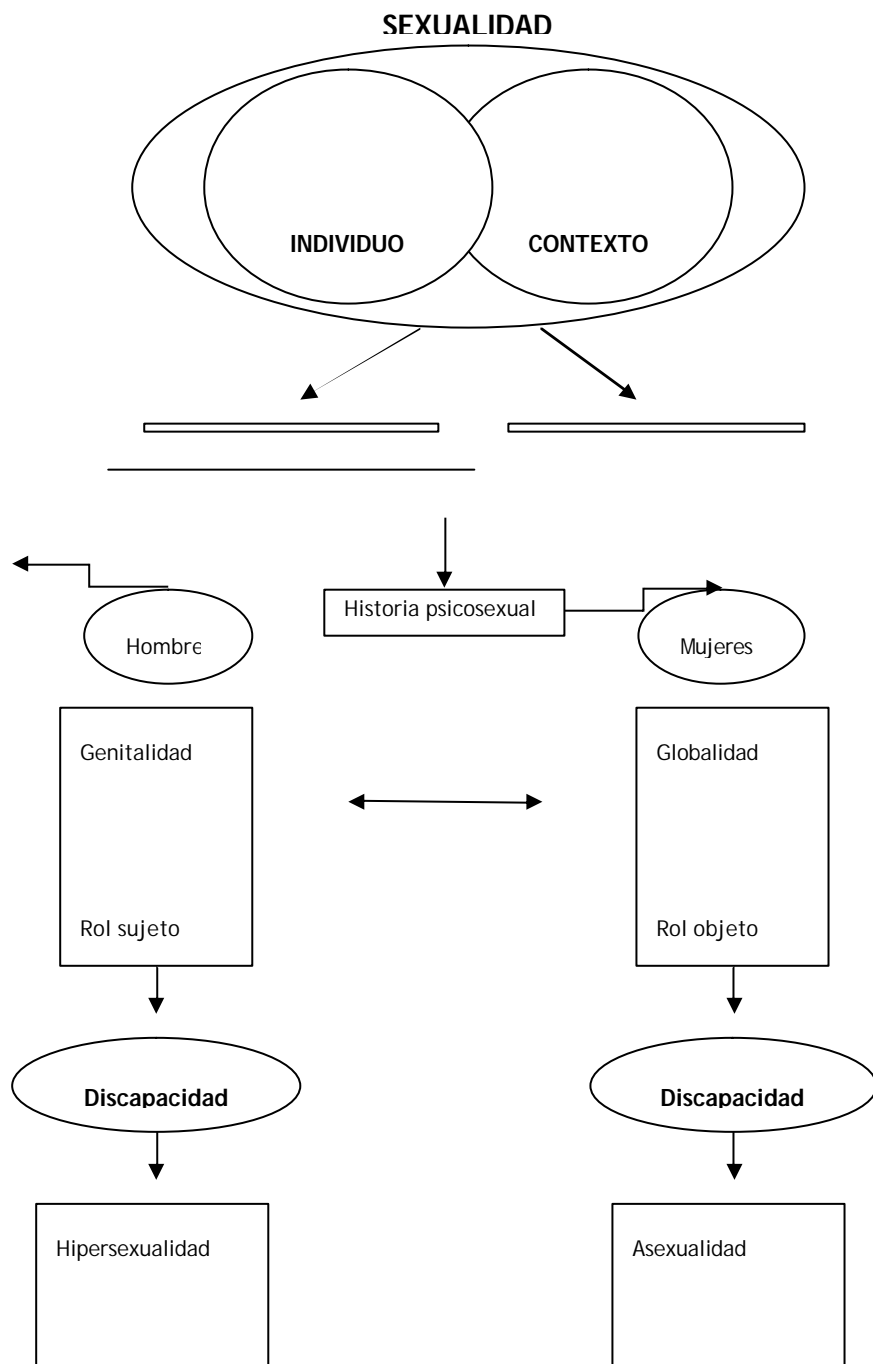 SEXUALIDAD
INDIVIDUO CONTEXTO
Historia psicosexual
Hombre Mujeres
Genitalidad Globalidad
Rol sujeto Rol objeto
Discapacidad Discapacidad
Hipersexualidad Asexualidad